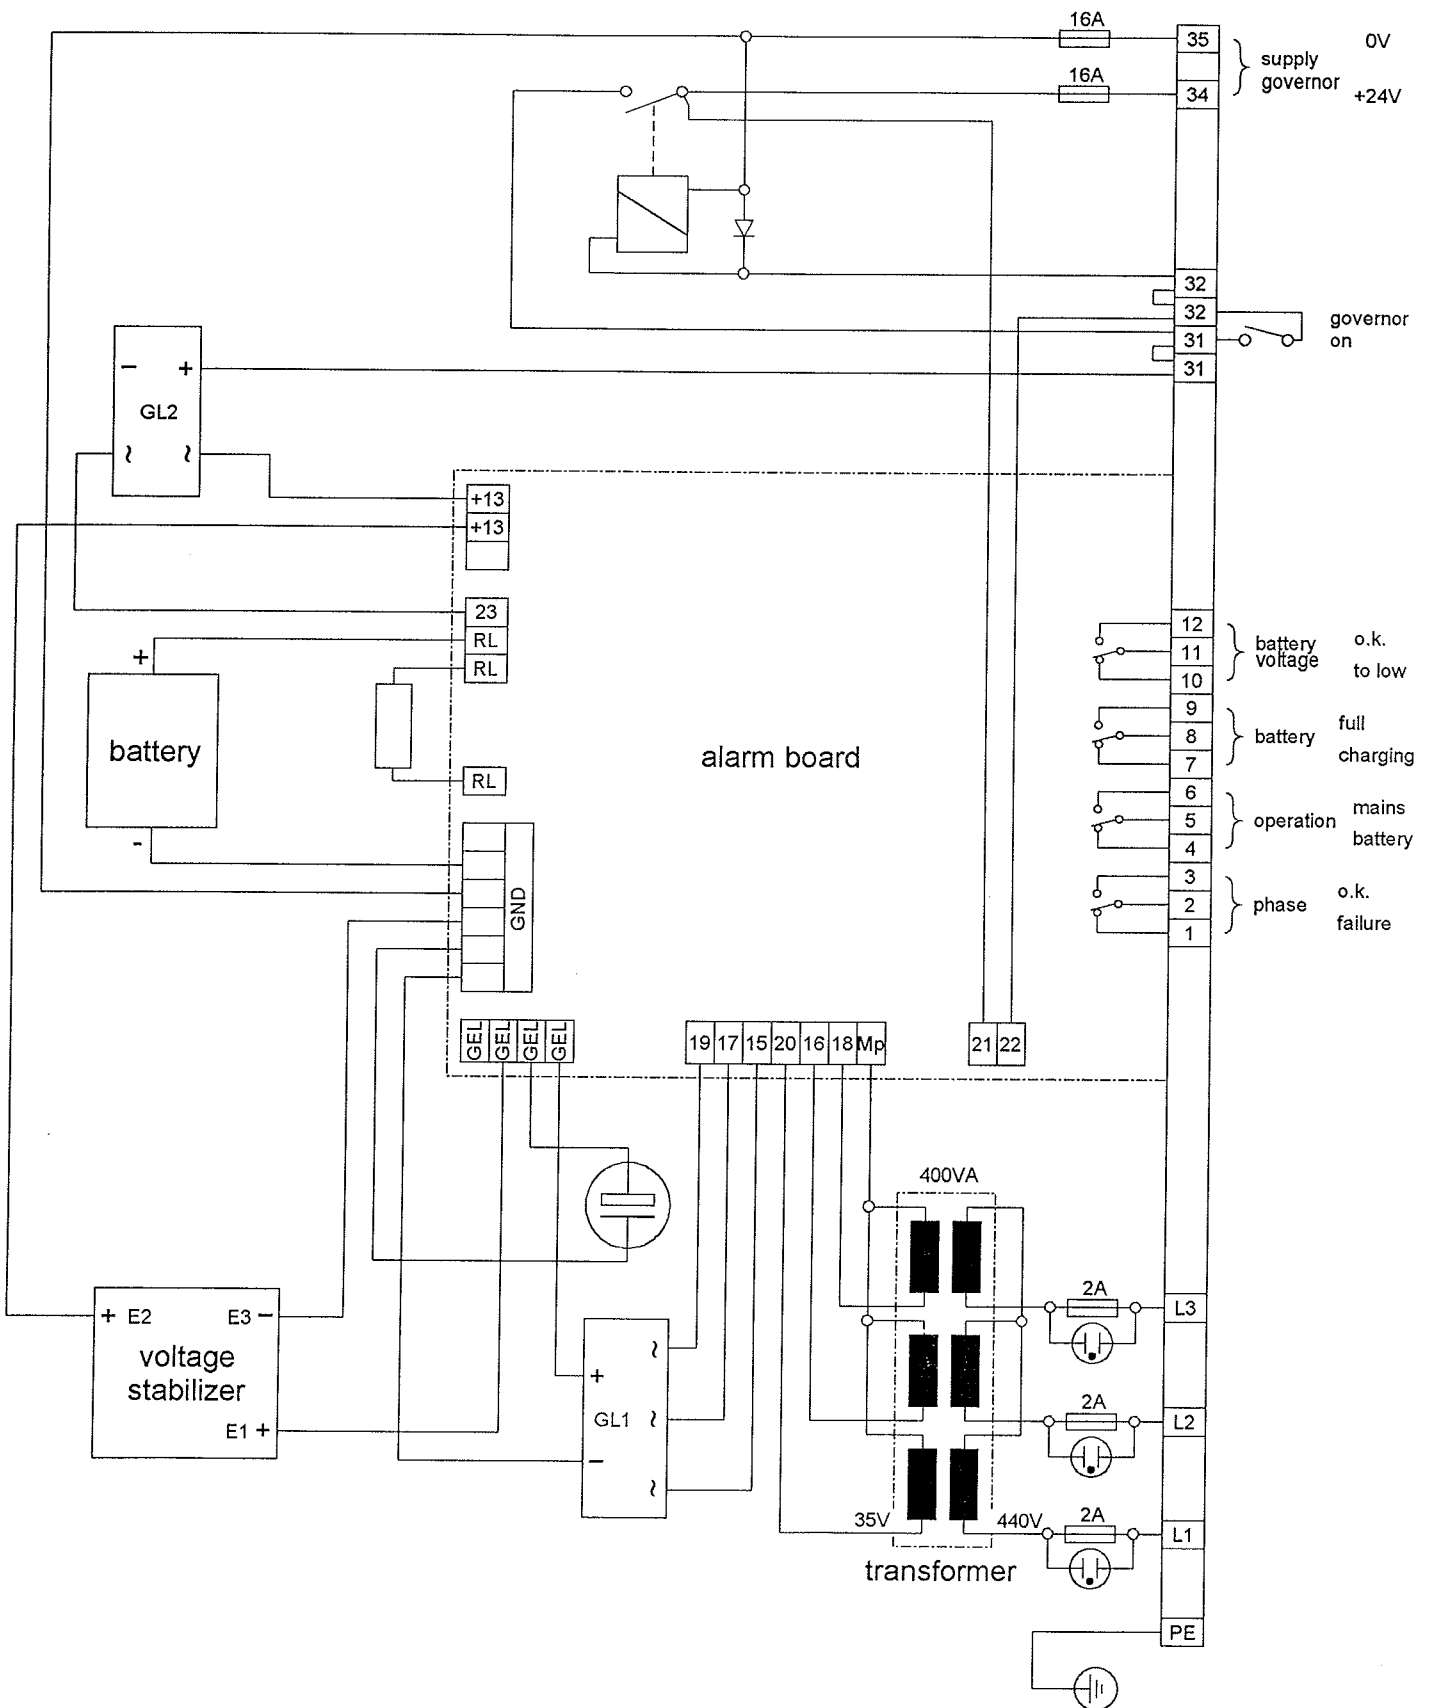 16A
35
0V
supply
governor
16A
34
+24V
32
32
governor
31
on
31
− +
GL2
~ ~
+13
+13
23
RL
RL
+
battery
-
RL
alarm board
12
battery
o.k.
11
voltage
to low
10
9
full
8
battery
charging
7
6
mains
5
operation
battery
4
3
o.k.
2
phase
failure
1
GND
GEL GEL GEL GEL
19 17 15 20 16 18 Mp
21 22
400VA
+ E2
E3 −
voltage
stabilizer
E1 +
~
+
GL1 ~
−
~
2A
L3
2A
L2
35V
440V
2A
L1
transformer
PE